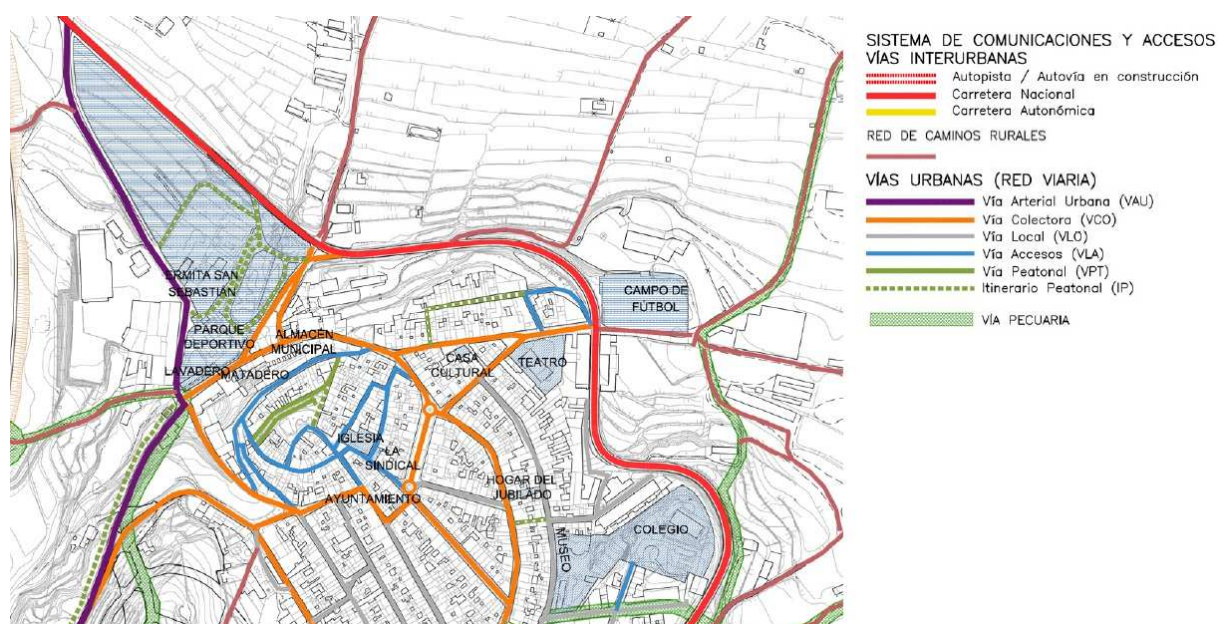 SISTEMA DE COMUNICACIONES Y ACCESOS
VÍAS INTERURBANAS
Autopista / Autovía en construcción
Carretera Nacional
Carretera Autonómica
RED DE CAMINOS RURALES
VÍAS URBANAS (RED VIARIA)
Vía Arterial Urbana (VAU)
Vía Colectora (VCO)
Vía Local (VLO)
Vía Accesos (VLA)
Vía Peatonal (VPT)
Itinerario Peatonal (IP)
VÍA PECUARIA
ERMITA SAN
SEBASTIÁN
CAMPO DE
FÚTBOL
PARQUE
DEPORTIVO
ALMACÉN
MUNICIPAL
LAVADERO
MATADERO
CASA
CULTURAL
TEATRO
IGLESIA
LA
SINDICAL
AYUNTAMIENTO
HOGAR DEL
JUBILADO
MUSEO
COLEGIO